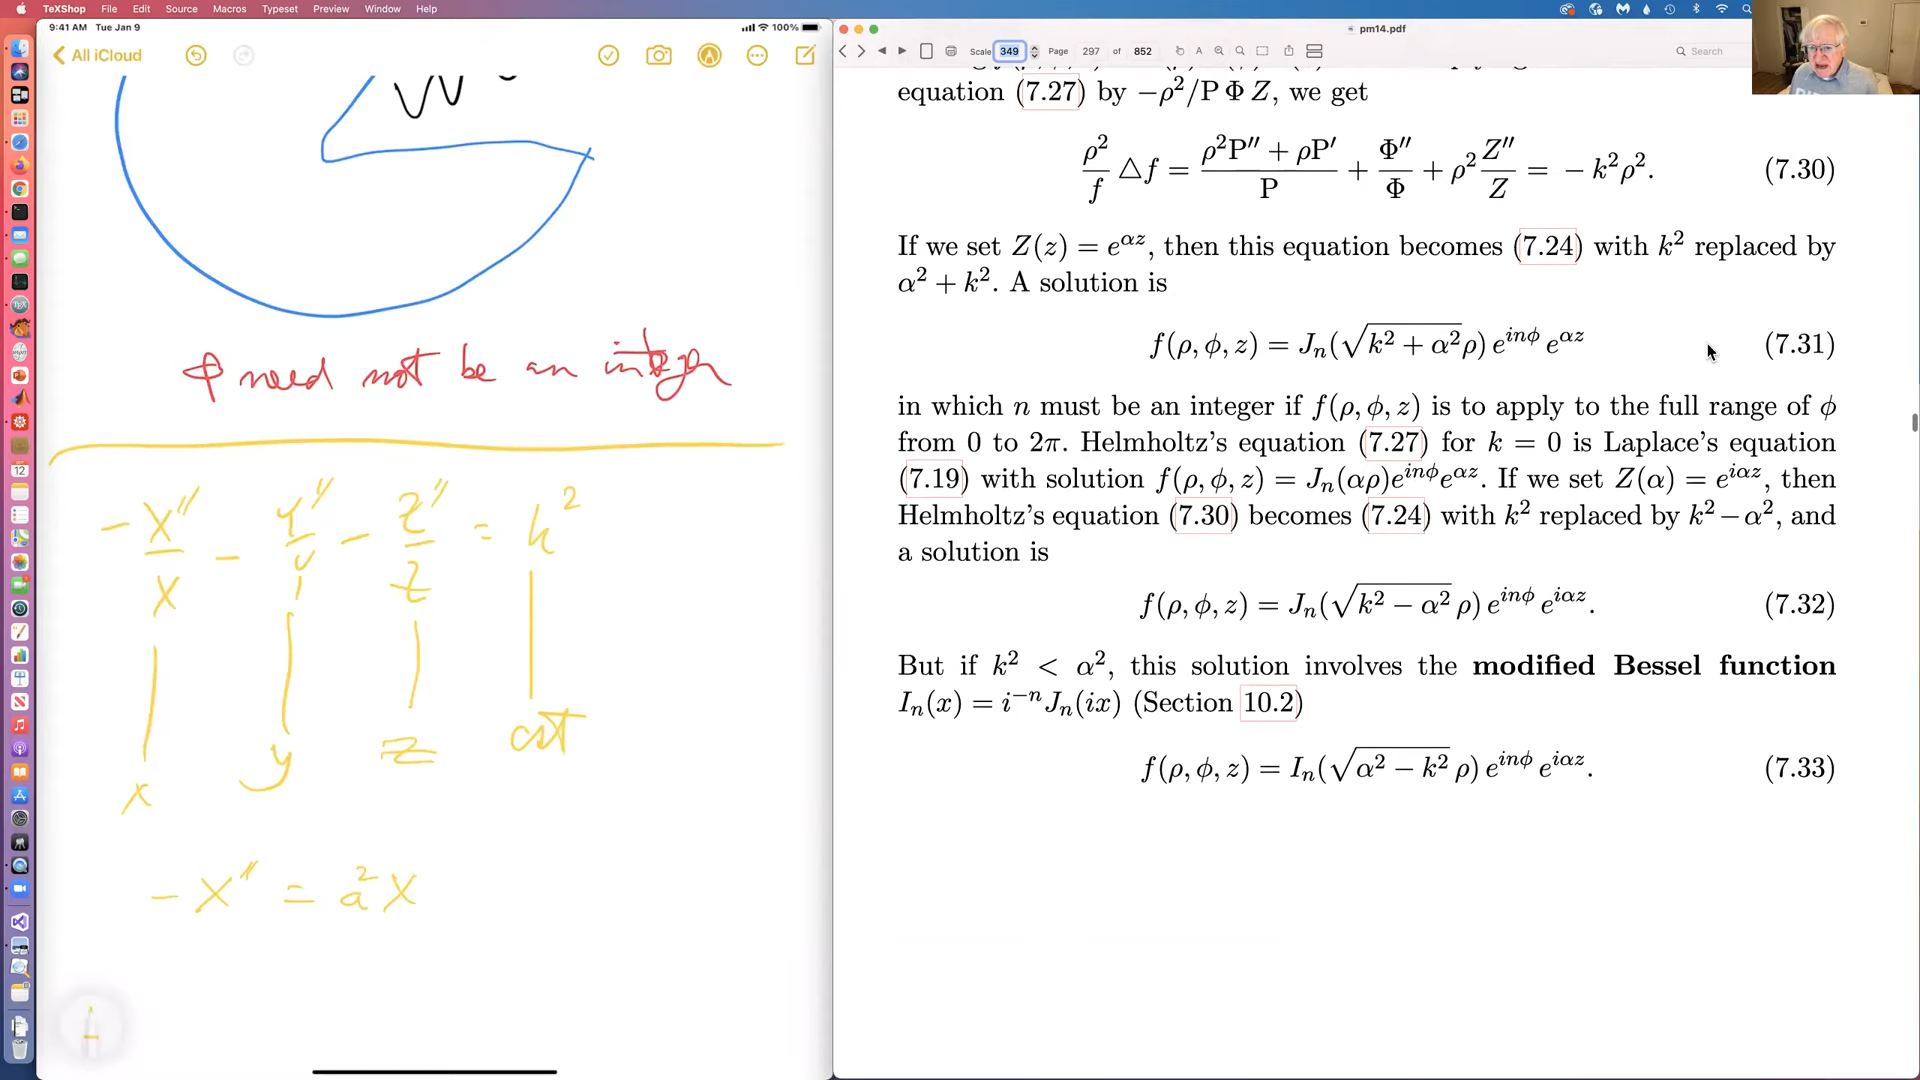 TeXShop File Edit Source Macros Typeset Preview Window Help
9:41 AM Tue Jan 9
100%
All iCloud
need not be an integer
- X''/X - Y''/Y - Z''/Z = k²
x y z cst
- X'' = a² X
pm14.pdf
Scale 349 Page 297 of 852 Search
equation (7.27) by −ρ²/P Φ Z, we get
ρ²/f △f = (ρ²P'' + ρP')/P + Φ''/Φ + ρ² Z''/Z = − k²ρ². (7.30)
If we set Z(z) = e^{αz}, then this equation becomes (7.24) with k² replaced by
α² + k². A solution is
f(ρ, ϕ, z) = Jₙ(√(k² + α²)ρ) e^{inϕ} e^{αz} (7.31)
in which n must be an integer if f(ρ, ϕ, z) is to apply to the full range of ϕ
from 0 to 2π. Helmholtz's equation (7.27) for k = 0 is Laplace's equation
(7.19) with solution f(ρ, ϕ, z) = Jₙ(αρ)e^{inϕ}e^{αz}. If we set Z(α) = e^{iαz}, then
Helmholtz's equation (7.30) becomes (7.24) with k² replaced by k² − α², and
a solution is
f(ρ, ϕ, z) = Jₙ(√(k² − α²) ρ) e^{inϕ} e^{iαz}. (7.32)
But if k² < α², this solution involves the modified Bessel function
Iₙ(x) = i⁻ⁿJₙ(ix) (Section 10.2)
f(ρ, ϕ, z) = Iₙ(√(α² − k²) ρ) e^{inϕ} e^{iαz}. (7.33)